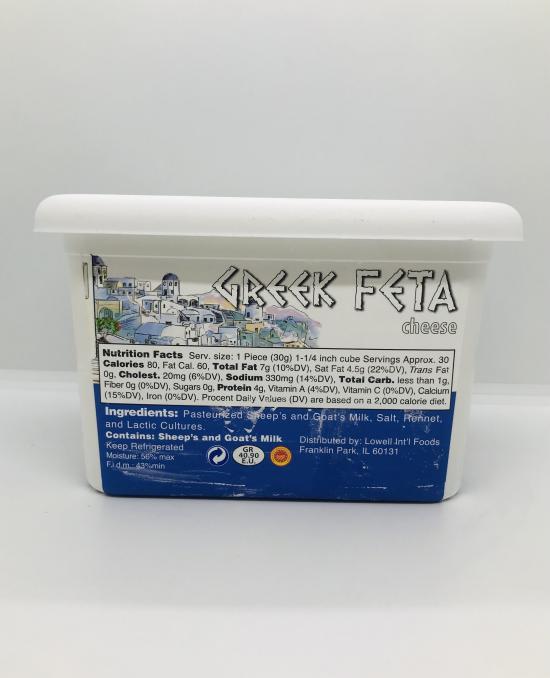 GREEK FETA
cheese
Nutrition Facts Serv. size: 1 Piece (30g) 1-1/4 inch cube Servings Approx. 30
Calories 80, Fat Cal. 60, Total Fat 7g (10%DV), Sat Fat 4.5g (22%DV), Trans Fat
0g, Cholest. 20mg (6%DV), Sodium 330mg (14%DV), Total Carb. less than 1g,
Fiber 0g (0%DV), Sugars 0g, Protein 4g, Vitamin A (4%DV), Vitamin C (0%DV), Calcium
(15%DV), Iron (0%DV). Procent Daily Values (DV) are based on a 2,000 calorie diet.
Ingredients: Pasteurized Sheep's and Goat's Milk, Salt, Rennet,
and Lactic Cultures.
Contains: Sheep's and Goat's Milk
Keep Refrigerated
Moisture: 56% max
F.i.d.m.: 43%min
GR
40.90
E.U.
Distributed by: Lowell Int'l Foods
Franklin Park, IL 60131